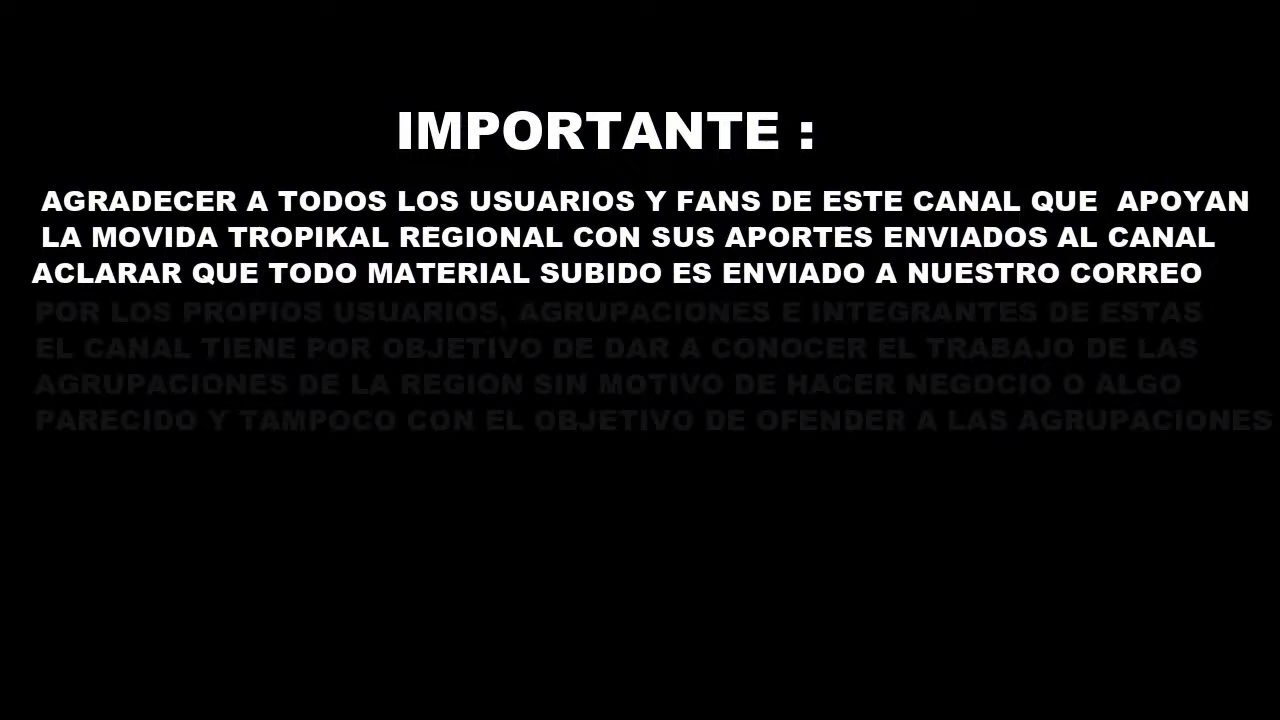 IMPORTANTE :
AGRADECER A TODOS LOS USUARIOS Y FANS DE ESTE CANAL QUE APOYAN
LA MOVIDA TROPIKAL REGIONAL CON SUS APORTES ENVIADOS AL CANAL
ACLARAR QUE TODO MATERIAL SUBIDO ES ENVIADO A NUESTRO CORREO
POR LOS PROPIOS USUARIOS, AGRUPACIONES E INTEGRANTES DE ESTAS
EL CANAL TIENE POR OBJETIVO DE DAR A CONOCER EL TRABAJO DE LAS
AGRUPACIONES DE LA REGION SIN MOTIVO DE HACER NEGOCIO O ALGO
PARECIDO Y TAMPOCO CON EL OBJETIVO DE OFENDER A LAS AGRUPACIONES